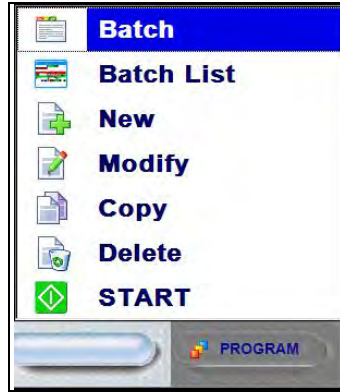 Batch
Batch List
New
Modify
Copy
Delete
START
PROGRAM